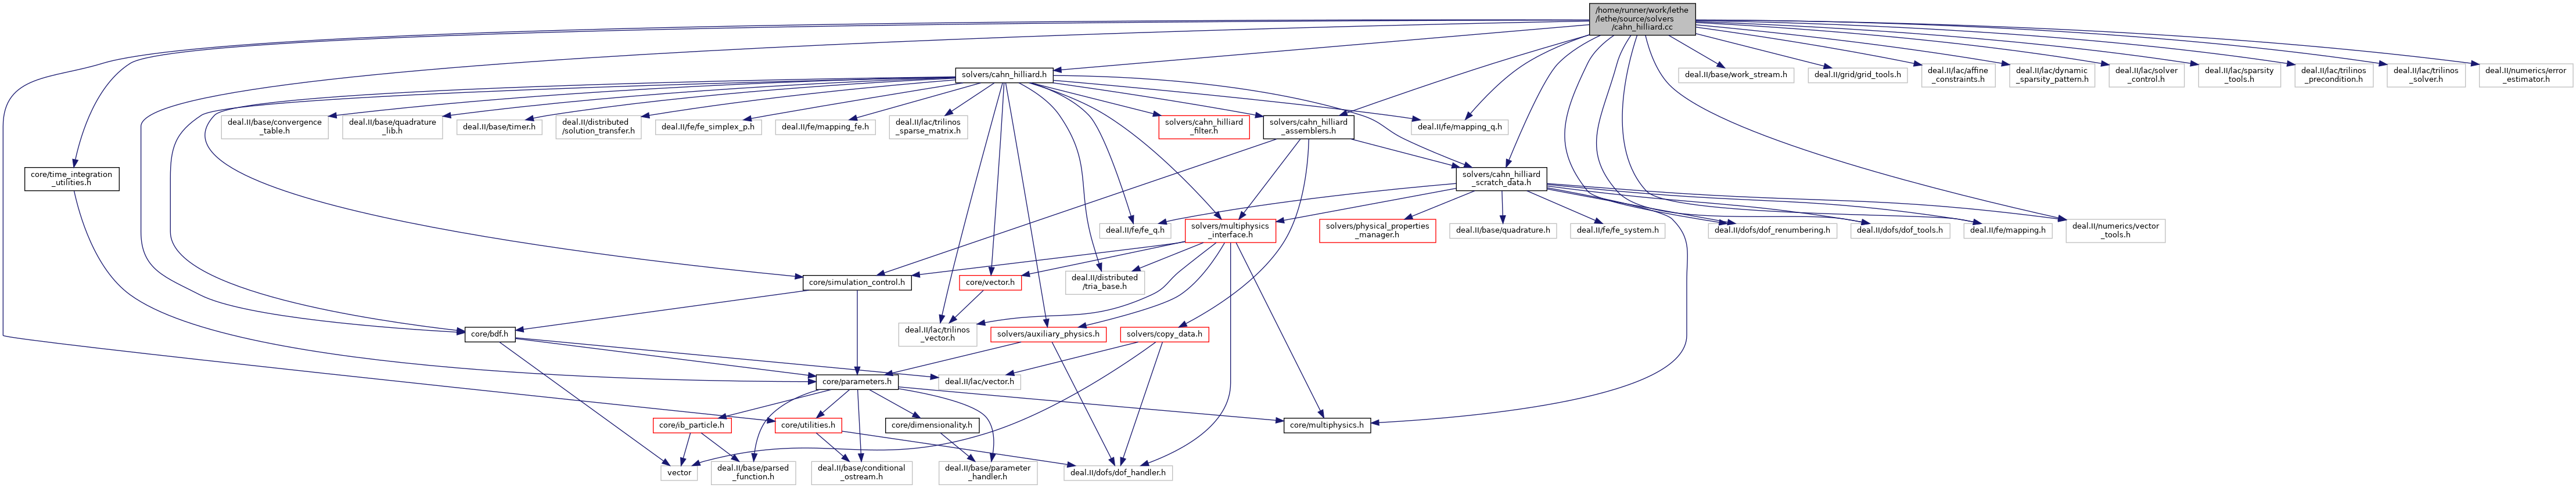 /home/runner/work/lethe
/lethe/source/solvers
/cahn_hilliard.cc
solvers/cahn_hilliard.h
deal.II/base/work_stream.h
deal.II/grid/grid_tools.h
deal.II/lac/affine
_constraints.h
deal.II/lac/dynamic
_sparsity_pattern.h
deal.II/lac/solver
_control.h
deal.II/lac/sparsity
_tools.h
deal.II/lac/trilinos
_precondition.h
deal.II/lac/trilinos
_solver.h
deal.II/numerics/error
_estimator.h
deal.II/base/convergence
_table.h
deal.II/base/quadrature
_lib.h
deal.II/base/timer.h
deal.II/distributed
/solution_transfer.h
deal.II/fe/fe_simplex_p.h
deal.II/fe/mapping_fe.h
deal.II/lac/trilinos
_sparse_matrix.h
solvers/cahn_hilliard
_filter.h
solvers/cahn_hilliard
_assemblers.h
deal.II/fe/mapping_q.h
core/time_integration
_utilities.h
solvers/cahn_hilliard
_scratch_data.h
deal.II/fe/fe_q.h
solvers/multiphysics
_interface.h
solvers/physical_properties
_manager.h
deal.II/base/quadrature.h
deal.II/fe/fe_system.h
deal.II/dofs/dof_renumbering.h
deal.II/dofs/dof_tools.h
deal.II/fe/mapping.h
deal.II/numerics/vector
_tools.h
core/simulation_control.h
core/vector.h
deal.II/distributed
/tria_base.h
core/bdf.h
deal.II/lac/trilinos
_vector.h
solvers/auxiliary_physics.h
solvers/copy_data.h
core/parameters.h
deal.II/lac/vector.h
core/ib_particle.h
core/utilities.h
core/dimensionality.h
core/multiphysics.h
vector
deal.II/base/parsed
_function.h
deal.II/base/conditional
_ostream.h
deal.II/base/parameter
_handler.h
deal.II/dofs/dof_handler.h